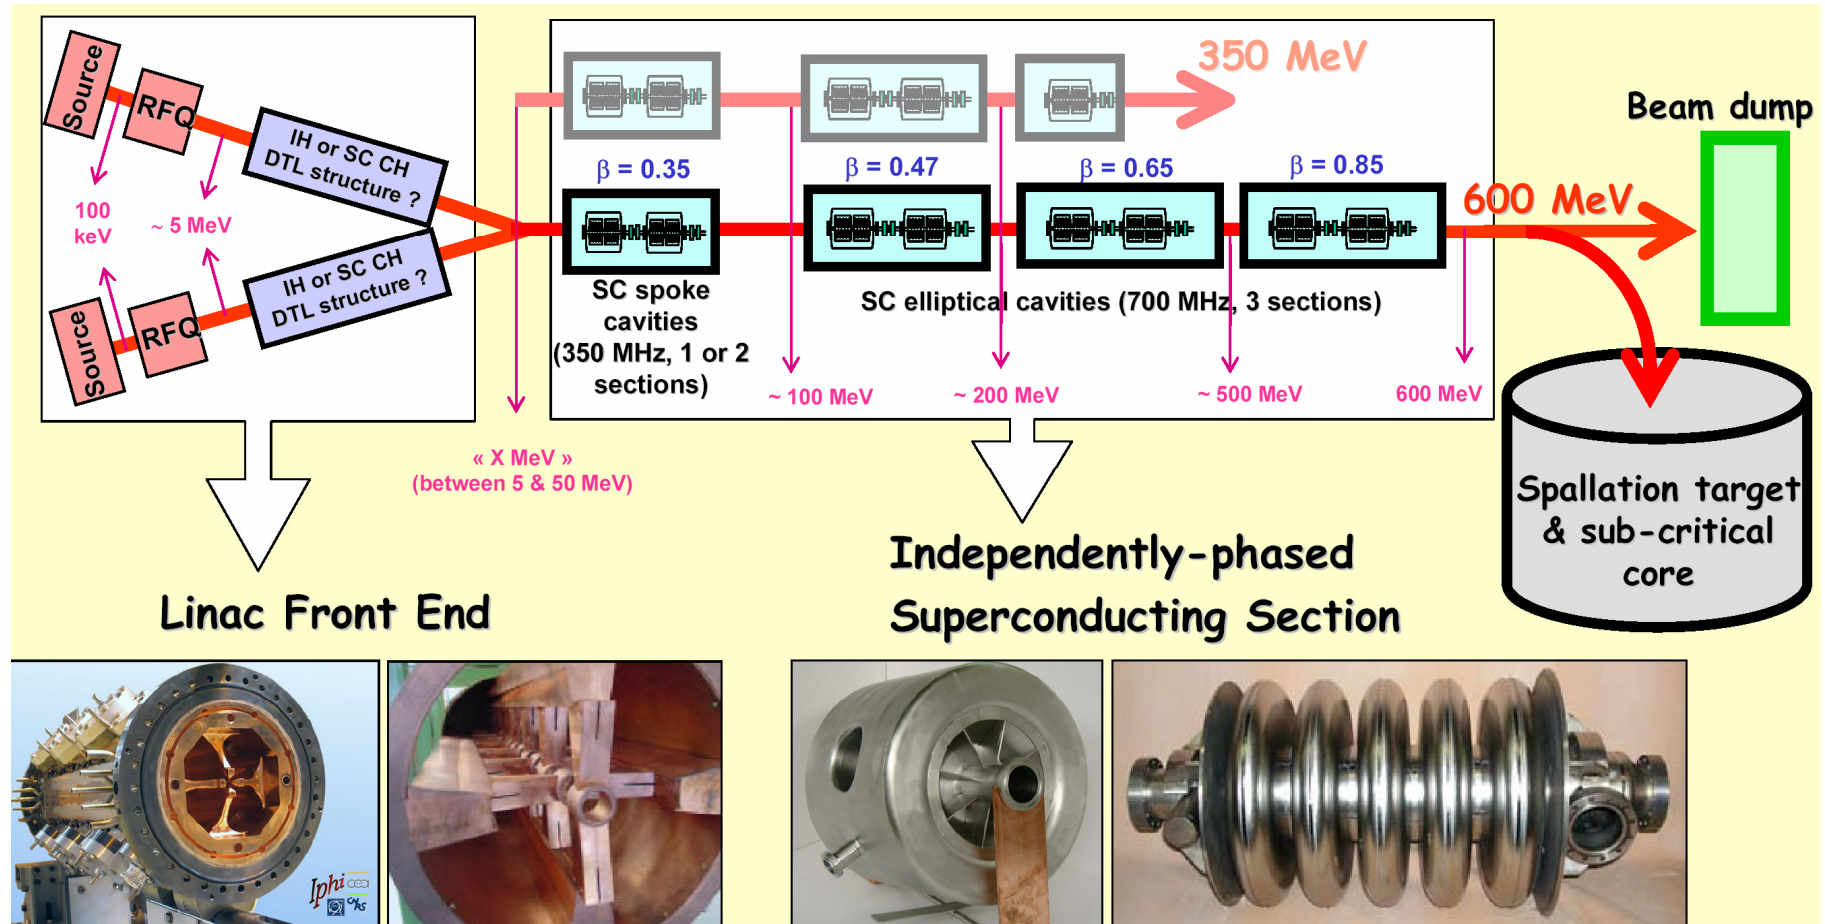 Source
RFQ
IH or SC CH
DTL structure ?
100
keV
~ 5 MeV
IH or SC CH
DTL structure ?
Source
RFQ
350 MeV
β = 0.35
β = 0.47
β = 0.65
β = 0.85
600 MeV
Beam dump
SC spoke
cavities
(350 MHz, 1 or 2
sections)
SC elliptical cavities (700 MHz, 3 sections)
~ 100 MeV
~ 200 MeV
~ 500 MeV
600 MeV
« X MeV »
(between 5 & 50 MeV)
Spallation target
& sub-critical
core
Linac Front End
Independently-phased
Superconducting Section
Iphi
cea